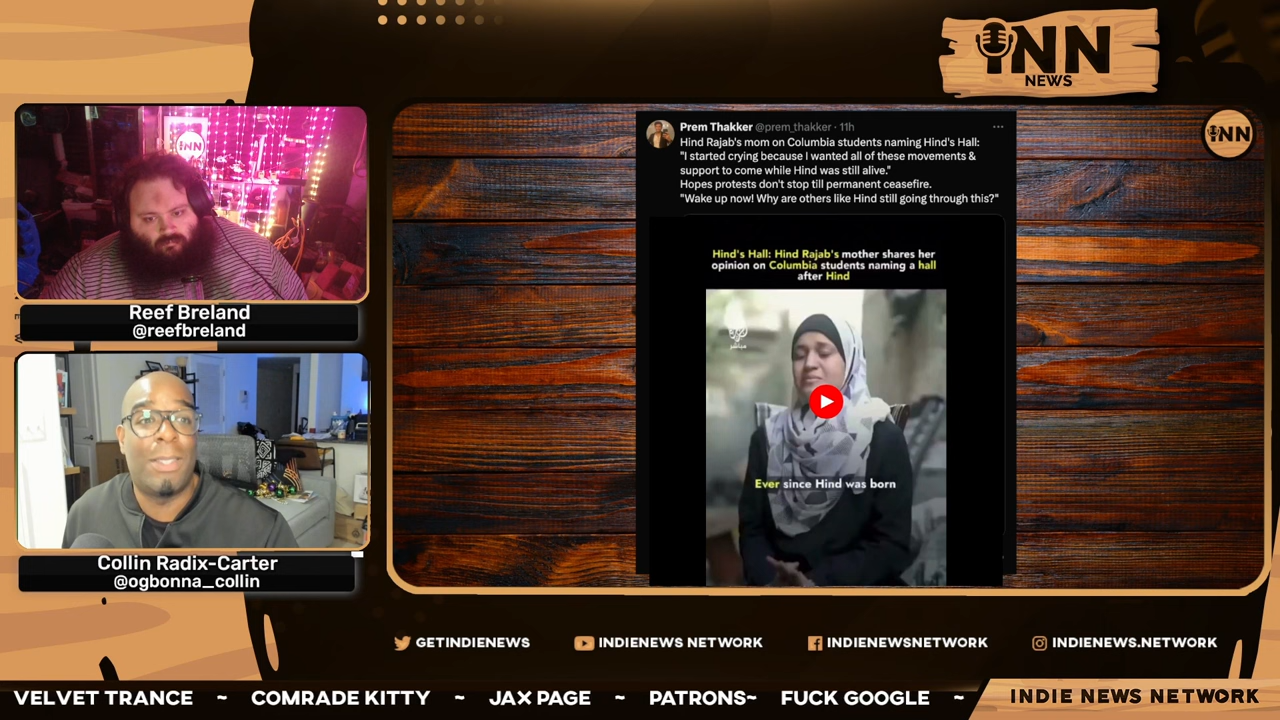 iNN
NEWS
iNN
iNN
Reef Breland
@reefbreland
Collin Radix-Carter
@ogbonna_collin
Prem Thakker @prem_thakker · 11h
Hind Rajab's mom on Columbia students naming Hind's Hall:
"I started crying because I wanted all of these movements &
support to come while Hind was still alive."
Hopes protests don't stop till permanent ceasefire.
"Wake up now! Why are others like Hind still going through this?"
Hind's Hall: Hind Rajab's mother shares her
opinion on Columbia students naming a hall
after Hind
مباشر
Ever since Hind was born
GETINDIENEWS
INDIENEWS NETWORK
INDIENEWSNETWORK
INDIENEWS.NETWORK
VELVET TRANCE ~ COMRADE KITTY ~ JAX PAGE ~ PATRONS~ FUCK GOOGLE ~
INDIE NEWS NETWORK